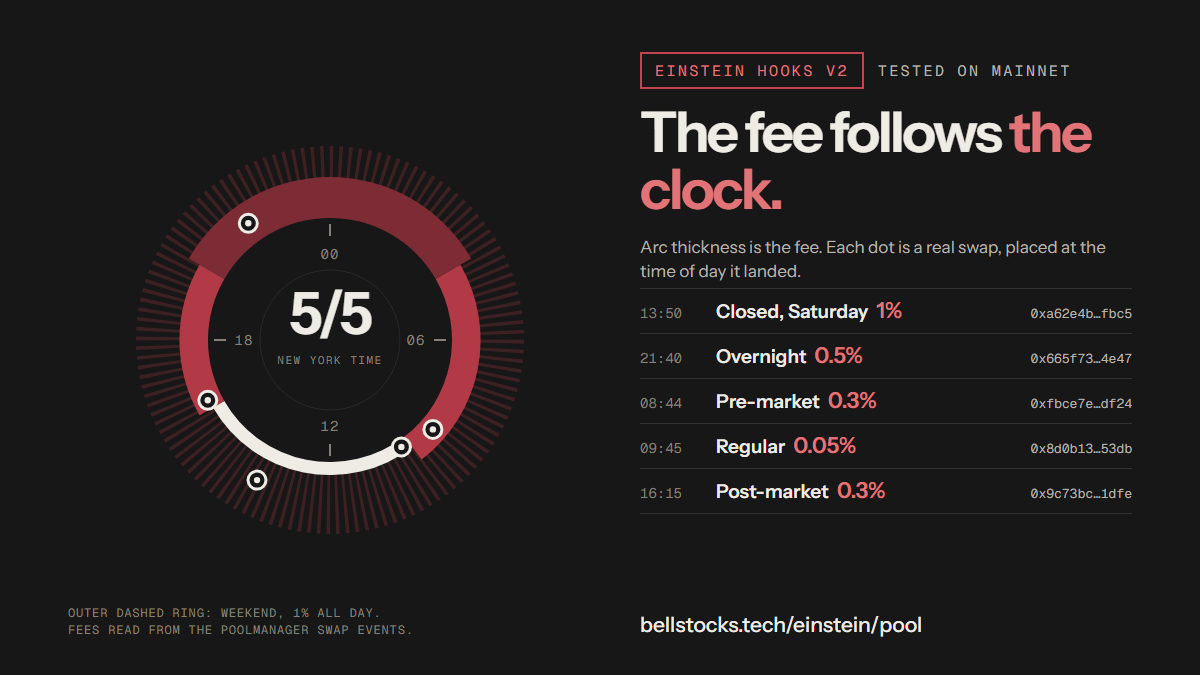 EINSTEIN HOOKS V2 TESTED ON MAINNET
The fee follows the
clock.
Arc thickness is the fee. Each dot is a real swap, placed at the
time of day it landed.
13:50 Closed, Saturday 1% 0xa62e4b…fbc5
21:40 Overnight 0.5% 0x665f73…4e47
08:44 Pre-market 0.3% 0xfbce7e…df24
09:45 Regular 0.05% 0x8d0b13…53db
16:15 Post-market 0.3% 0x9c73bc…1dfe
00
5/5
18
06
NEW YORK TIME
12
OUTER DASHED RING: WEEKEND, 1% ALL DAY.
FEES READ FROM THE POOLMANAGER SWAP EVENTS.
bellstocks.tech/einstein/pool